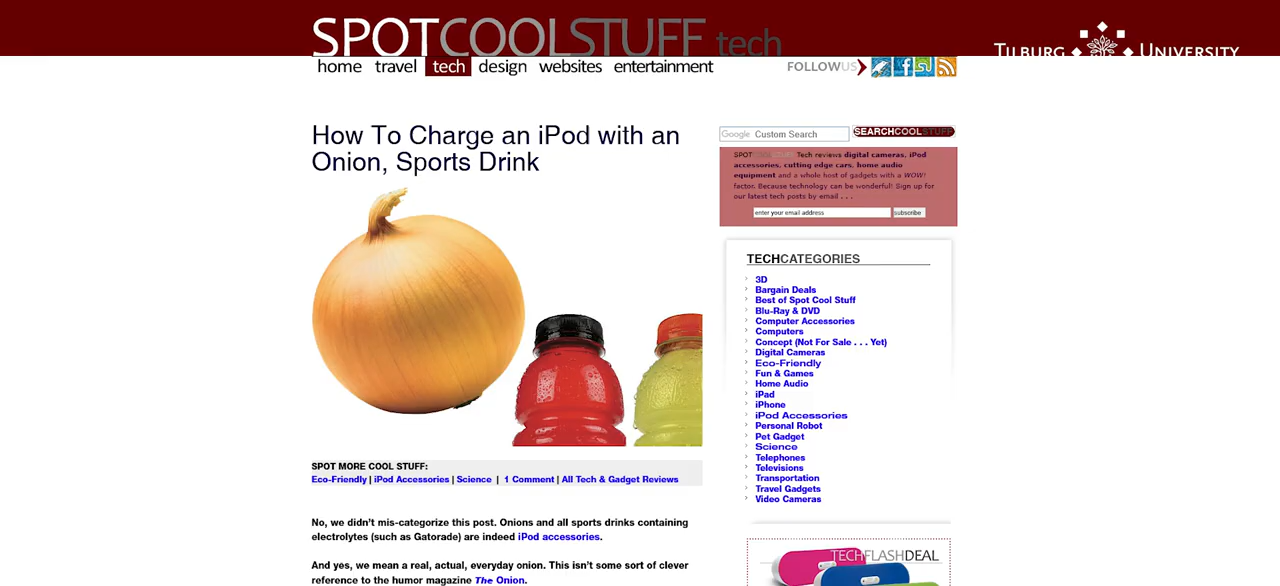 SPOTCOOLSTUFF tech
TILBURG UNIVERSITY
home travel tech design websites entertainment
FOLLOWUS
How To Charge an iPod with an
Onion, Sports Drink
Google Custom Search
SEARCHCOOLSTUFF
SPOTCOOLSTUFF Tech reviews digital cameras, iPod
accessories, cutting edge cars, home audio
equipment and a whole host of gadgets with a WOW!
factor. Because technology can be wonderful! Sign up for
our latest tech posts by email . . .
enter your email address subscribe
TECHCATEGORIES
3D
Bargain Deals
Best of Spot Cool Stuff
Blu-Ray & DVD
Computer Accessories
Computers
Concept (Not For Sale . . . Yet)
Digital Cameras
Eco-Friendly
Fun & Games
Home Audio
iPad
iPhone
iPod Accessories
Personal Robot
Pet Gadget
Science
Telephones
Televisions
Transportation
Travel Gadgets
Video Cameras
SPOT MORE COOL STUFF:
Eco-Friendly | iPod Accessories | Science | 1 Comment | All Tech & Gadget Reviews
No, we didn’t mis-categorize this post. Onions and all sports drinks containing
electrolytes (such as Gatorade) are indeed iPod accessories.
And yes, we mean a real, actual, everyday onion. This isn’t some sort of clever
reference to the humor magazine The Onion.
TECHFLASHDEAL